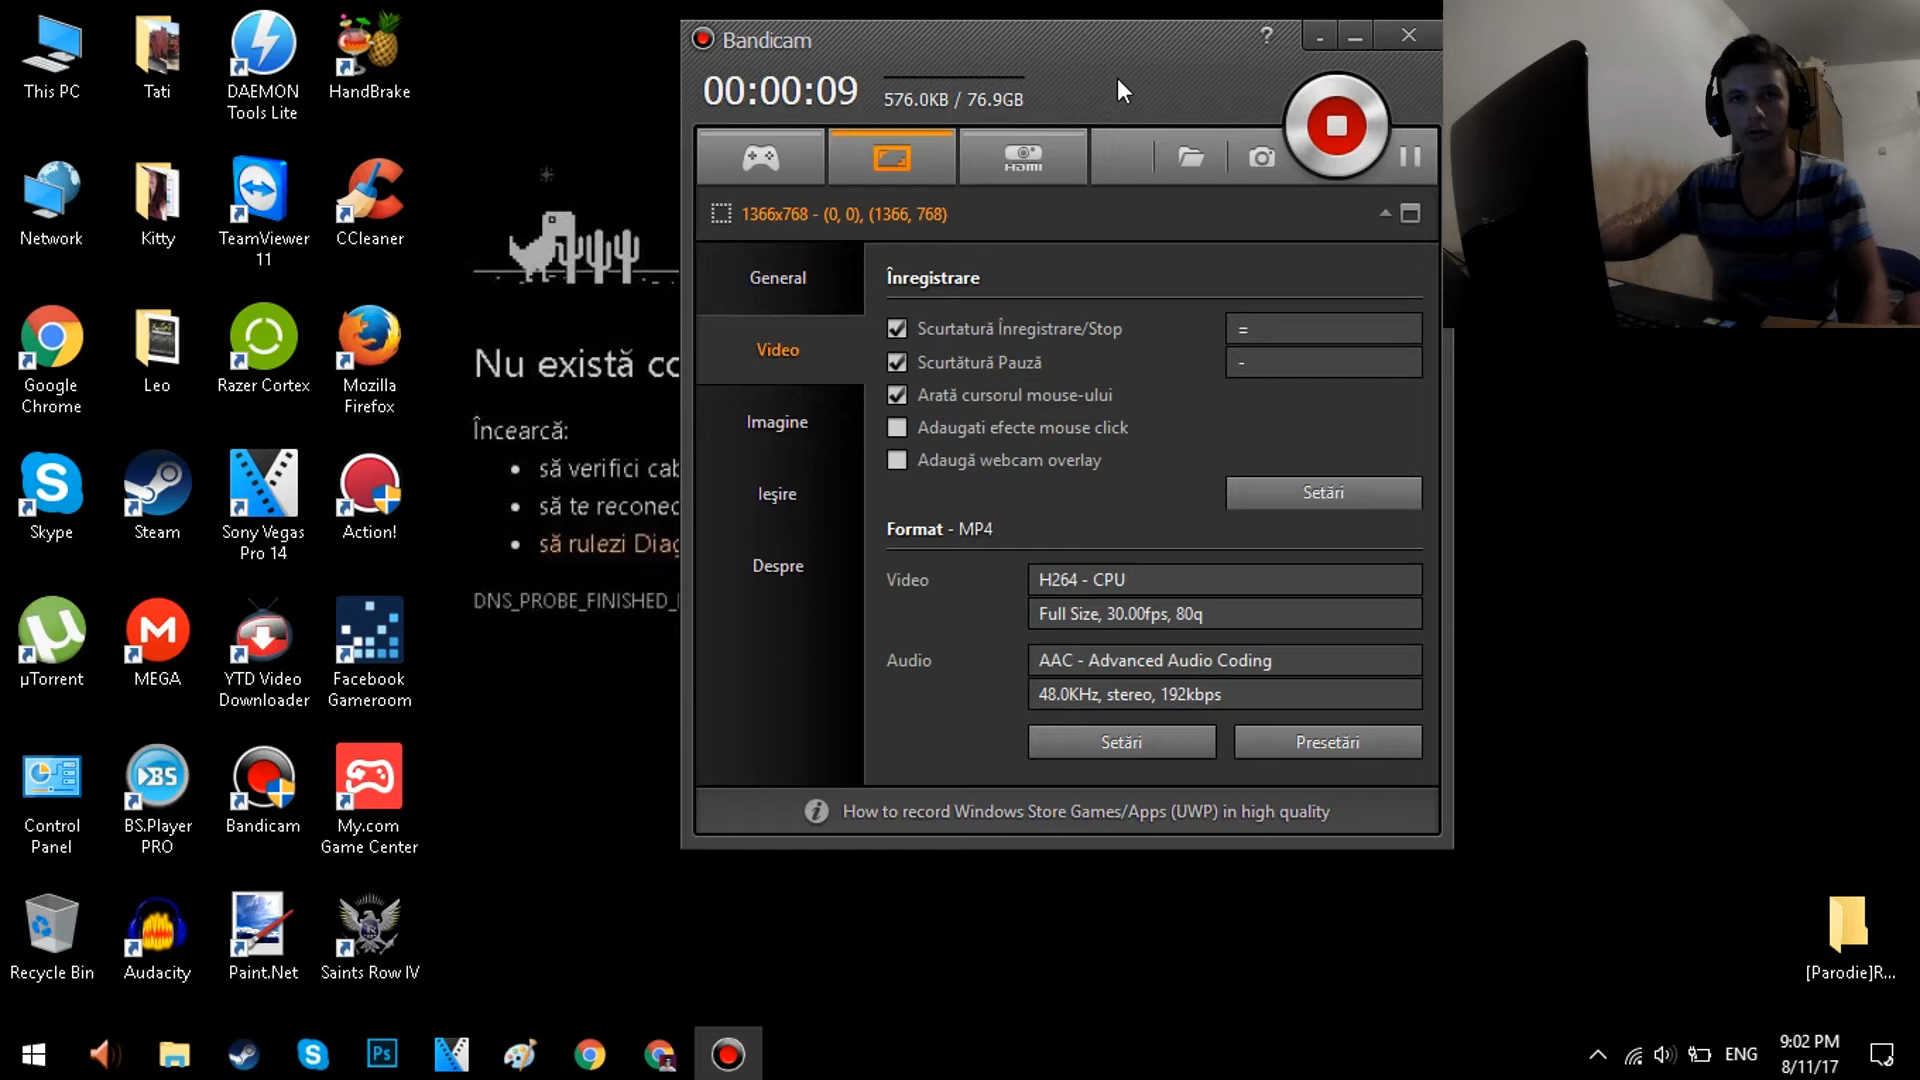 This PC
Tati
DAEMON
Tools Lite
HandBrake
Network
Kitty
TeamViewer
11
CCleaner
Google
Chrome
Leo
Razer Cortex
Mozilla
Firefox
Skype
Steam
Sony Vegas
Pro 14
Action!
µTorrent
MEGA
YTD Video
Downloader
Facebook
Gameroom
Control
Panel
BS.Player
PRO
Bandicam
My.com
Game Center
Recycle Bin
Audacity
Paint.Net
Saints Row IV
Nu există
Încearcă:
să verifici
să te
să rulezi
Bandicam
?
00:00:09
576.0KB / 76.9GB
HDMI
1366x768 - (0, 0), (1366, 768)
General
Video
Imagine
Ieşire
Despre
Înregistrare
Scurtatură Înregistrare/Stop
=
Scurtătură Pauză
-
Arată cursorul mouse-ului
Adaugati efecte mouse click
Adaugă webcam overlay
Setări
Format - MP4
Video
H264 - CPU
Full Size, 30.00fps, 80q
Audio
AAC - Advanced Audio Coding
48.0KHz, stereo, 192kbps
Setări
Presetări
How to record Windows Store Games/Apps (UWP) in high quality
[Parodie]R...
Ps
ENG
9:02 PM
8/11/17